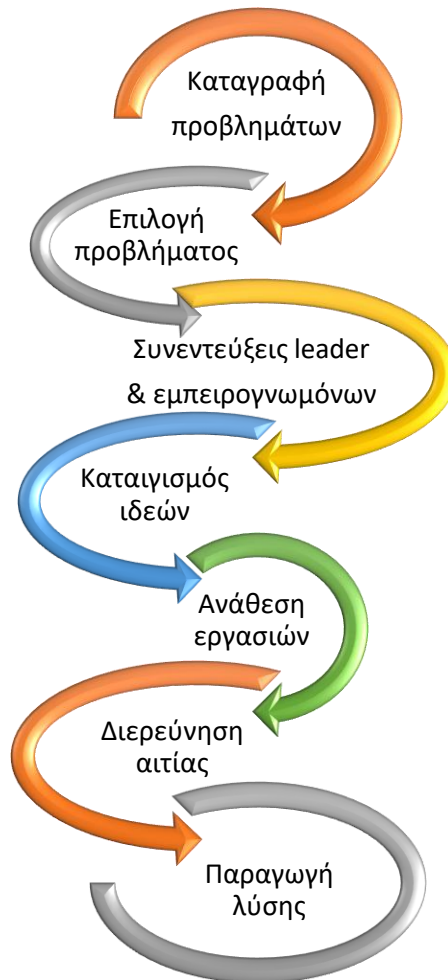 Καταγραφή
προβλημάτων
Επιλογή
προβλήματος
Συνεντεύξεις leader
& εμπειρογνωμόνων
Καταιγισμός
ιδεών
Ανάθεση
εργασιών
Διερεύνηση
αιτίας
Παραγωγή
λύσης